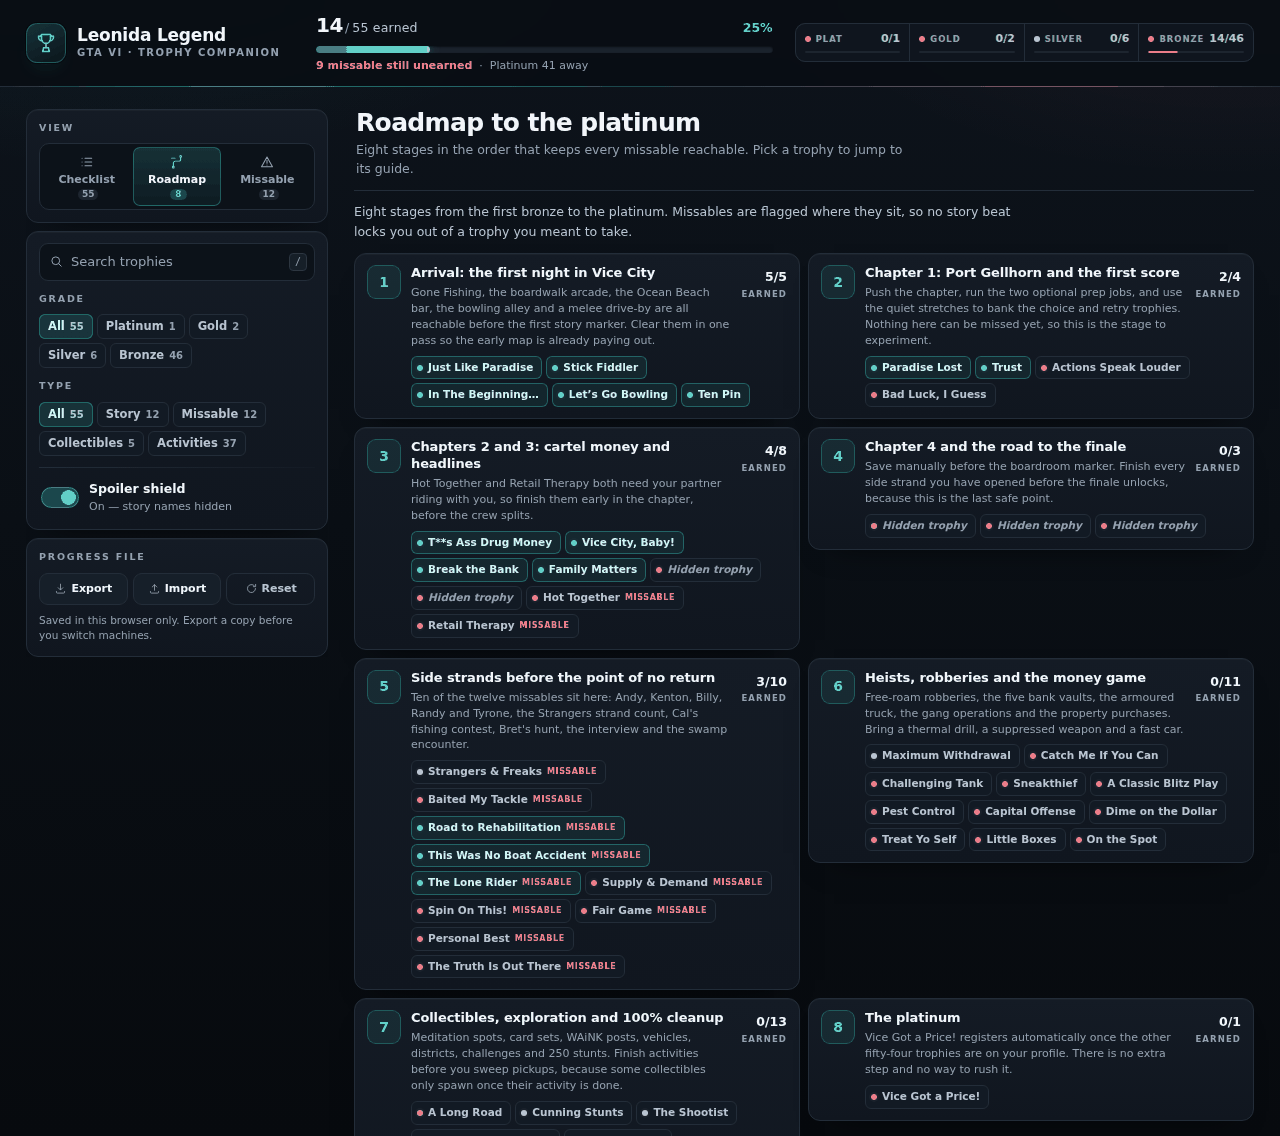 Leonida Legend
GTA VI · TROPHY COMPANION
14 / 55 earned
25%
9 missable still unearned · Platinum 41 away
PLAT 0/1
GOLD 0/2
SILVER 0/6
BRONZE 14/46
VIEW
Checklist
55
Roadmap
8
Missable
12
Search trophies
/
GRADE
All 55
Platinum 1
Gold 2
Silver 6
Bronze 46
TYPE
All 55
Story 12
Missable 12
Collectibles 5
Activities 37
Spoiler shield
On — story names hidden
PROGRESS FILE
Export
Import
Reset
Saved in this browser only. Export a copy before
you switch machines.
Roadmap to the platinum
Eight stages in the order that keeps every missable reachable. Pick a trophy to jump to
its guide.
Eight stages from the first bronze to the platinum. Missables are flagged where they sit, so no story beat
locks you out of a trophy you meant to take.
1
Arrival: the first night in Vice City
5/5
EARNED
Gone Fishing, the boardwalk arcade, the Ocean Beach
bar, the bowling alley and a melee drive-by are all
reachable before the first story marker. Clear them in one
pass so the early game is already paying out.
Just Like Paradise
Stick Fiddler
In The Beginning…
Let’s Go Bowling
Ten Pin
2
Chapter 1: Port Gellhorn and the first score
2/4
EARNED
Push the chapter, run the two optional prep jobs, and use
the quiet stretches to bank the choice and retry trophies.
Nothing here can be missed yet, so this is the stage to
experiment.
Paradise Lost
Trust
Actions Speak Louder
Bad Luck, I Guess
3
Chapters 2 and 3: cartel money and
headlines
4/8
EARNED
Hot Together and Retail Therapy both need your partner
riding with you, so finish them early in the chapter,
before the crew splits.
T**s Ass Drug Money
Vice City, Baby!
Break the Bank
Family Matters
Hidden trophy
Hidden trophy
Hot Together MISSABLE
Retail Therapy MISSABLE
4
Chapter 4 and the road to the finale
0/3
EARNED
Save manually before the boardroom marker. Finish every
side strand you have opened before the finale unlocks,
because this is the last safe point.
Hidden trophy
Hidden trophy
Hidden trophy
5
Side strands before the point of no return
3/10
EARNED
Ten of the twelve missables sit here: Andy, Kenton, Billy,
Randy and Tyrone, the Strangers strand count, Cal's
fishing contest, Bret's hunt, the interview and the swamp
encounter.
Strangers & Freaks MISSABLE
Baited My Tackle MISSABLE
Road to Rehabilitation MISSABLE
This Was No Boat Accident MISSABLE
The Lone Rider MISSABLE
Supply & Demand MISSABLE
Spin On This! MISSABLE
Fair Game MISSABLE
Personal Best MISSABLE
The Truth Is Out There MISSABLE
6
Heists, robberies and the money game
0/11
EARNED
Free-roam robberies, the five bank vaults, the armoured
truck, the gang operations and the property purchases.
Bring a thermal drill, a suppressed weapon and a fast car.
Maximum Withdrawal
Catch Me If You Can
Challenging Tank
Sneakthief
A Classic Blitz Play
Pest Control
Capital Offense
Dime on the Dollar
Treat Yo Self
Little Boxes
On the Spot
7
Collectibles, exploration and 100% cleanup
0/13
EARNED
Meditation spots, card sets, WAiNK posts, vehicles,
districts, challenges and 250 stunts. Finish activities
before you sweep pickups, because some collectibles
only spawn once their activity is done.
A Long Road
Cunning Stunts
The Shootist
8
The platinum
0/1
EARNED
Vice Got a Price! registers automatically once the other
fifty-four trophies are on your profile. There is no extra
step and no way to rush it.
Vice Got a Price!